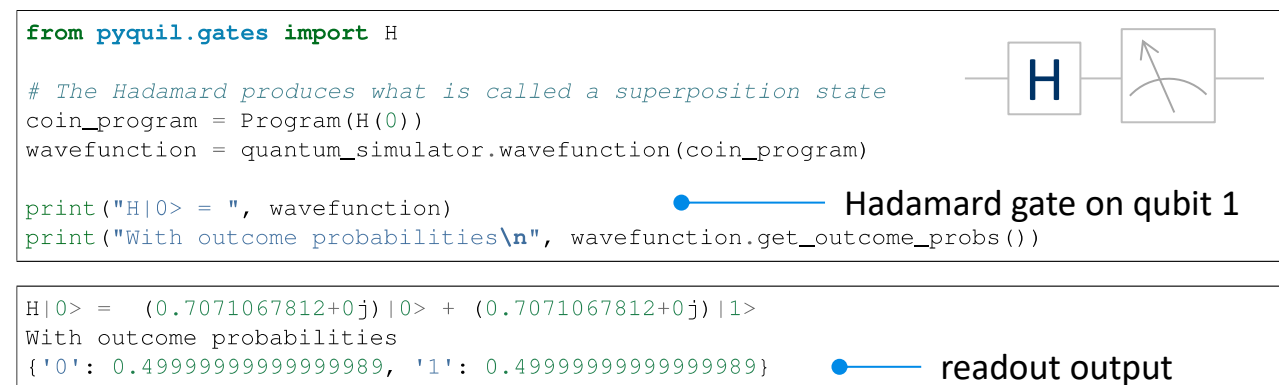 from pyquil.gates import H
H
# The Hadamard produces what is called a superposition state
coin_program = Program(H(0))
wavefunction = quantum_simulator.wavefunction(coin_program)
print("H|0> = ", wavefunction)
Hadamard gate on qubit 1
print("With outcome probabilities\n", wavefunction.get_outcome_probs())
H|0> =  (0.7071067812+0j)|0> + (0.7071067812+0j)|1>
With outcome probabilities
{'0': 0.49999999999999989, '1': 0.49999999999999989}
readout output